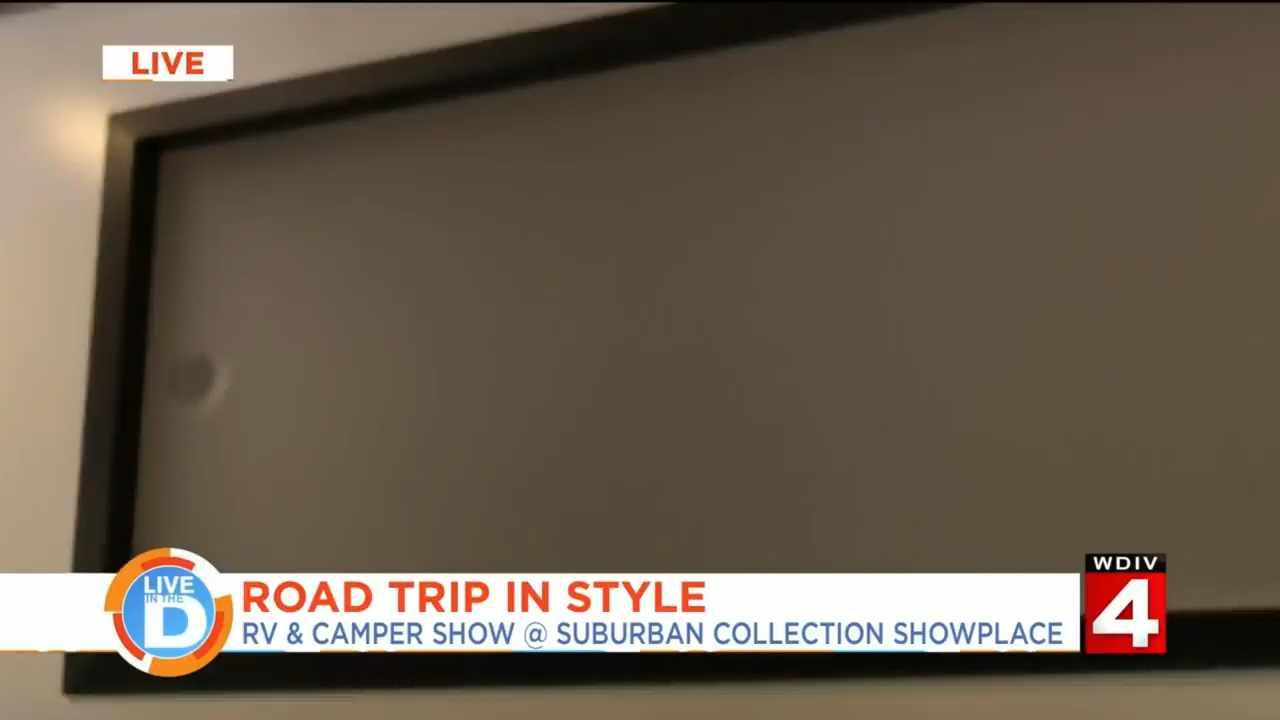 LIVE
LIVE
IN THE
D
ROAD TRIP IN STYLE
RV & CAMPER SHOW @ SUBURBAN COLLECTION SHOWPLACE
WDIV
4